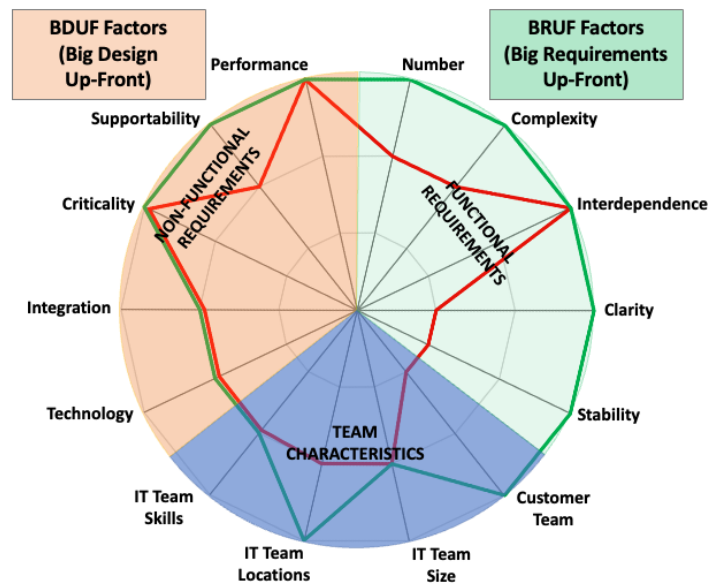 BDUF Factors
(Big Design
Up-Front)
BRUF Factors
(Big Requirements
Up-Front)
Performance
Number
Supportability
Complexity
Criticality
Interdependence
NON-FUNCTIONAL
REQUIREMENTS
FUNCTIONAL
REQUIREMENTS
Integration
Clarity
Technology
Stability
TEAM
CHARACTERISTICS
IT Team
Skills
Customer
Team
IT Team
Locations
IT Team
Size